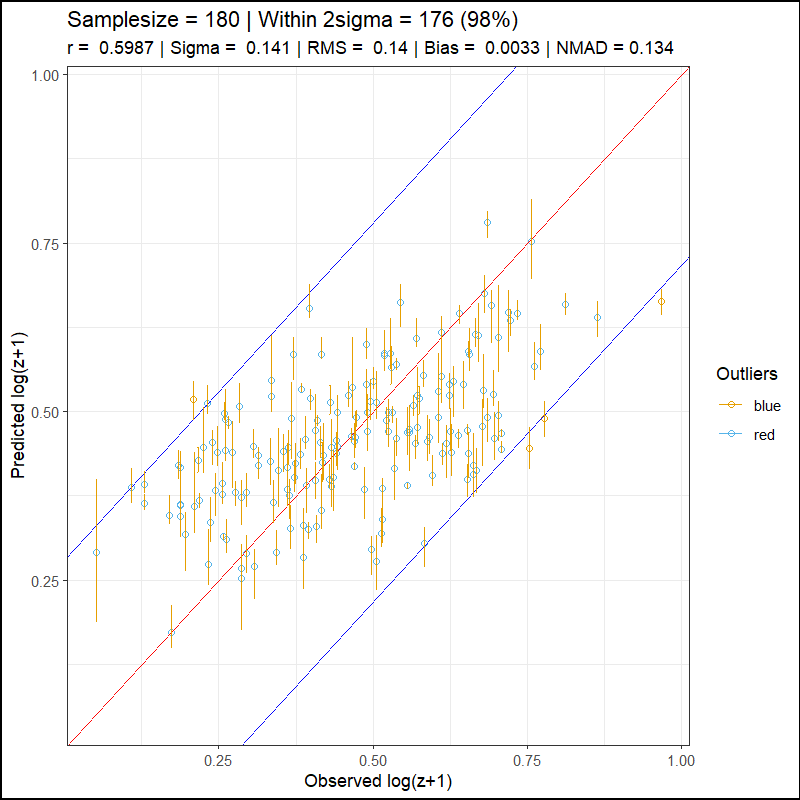 Samplesize = 180 | Within 2sigma = 176 (98%)
r = 0.5987 | Sigma = 0.141 | RMS = 0.14 | Bias = 0.0033 | NMAD = 0.134
1.00
0.75
0.50
0.25
Predicted log(z+1)
0.25
0.50
0.75
1.00
Observed log(z+1)
Outliers
blue
red